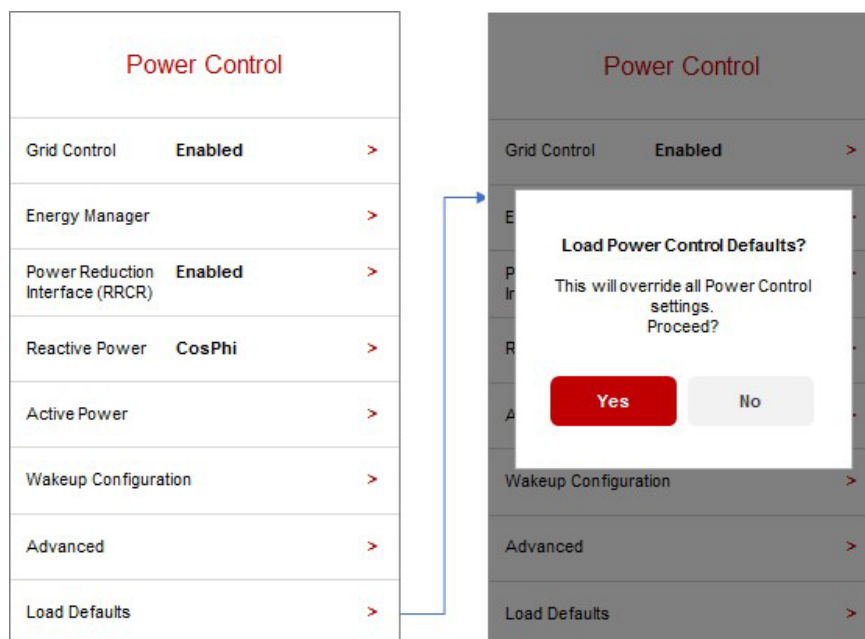 Power Control
Grid Control Enabled >
Energy Manager >
Power Reduction Enabled >
Interface (RRCR)
Reactive Power CosPhi >
Active Power >
Wakeup Configuration >
Advanced >
Load Defaults >
Power Control
Grid Control Enabled >
E
P
Ir
R
A
Load Power Control Defaults?
This will override all Power Control
settings.
Proceed?
Yes No
Wakeup Configuration >
Advanced >
Load Defaults >